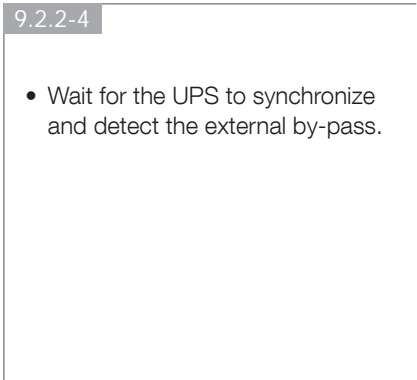 9.2.2-4
• Wait for the UPS to synchronize
and detect the external by-pass.